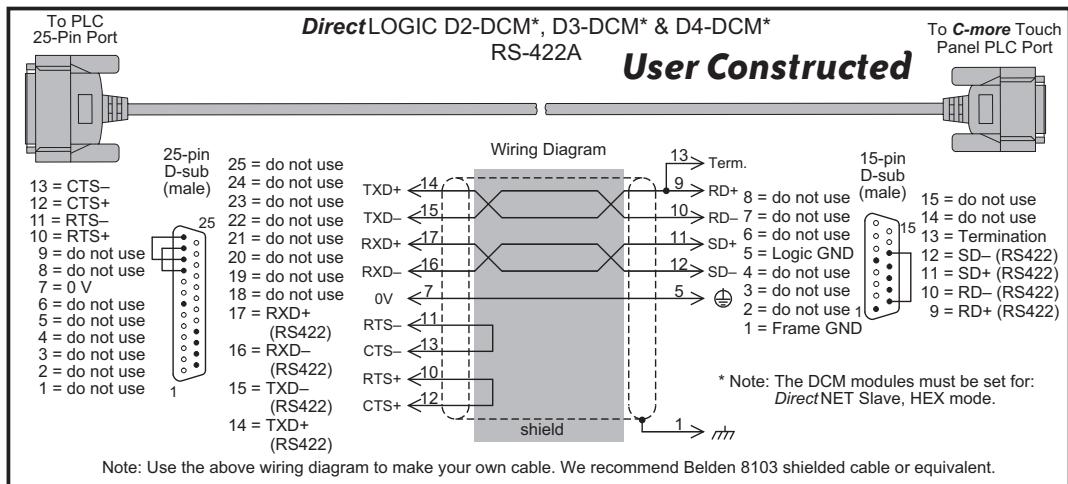 To PLC
25-Pin Port
DirectLOGIC D2-DCM*, D3-DCM* & D4-DCM*
RS-422A
User Constructed
To C-more Touch
Panel PLC Port
13 = CTS–
12 = CTS+
11 = RTS–
10 = RTS+
9 = do not use
8 = do not use
7 = 0 V
6 = do not use
5 = do not use
4 = do not use
3 = do not use
2 = do not use
1 = do not use
25-pin
D-sub
(male)
25
1
25 = do not use
24 = do not use
23 = do not use
22 = do not use
21 = do not use
20 = do not use
19 = do not use
18 = do not use
17 = RXD+
(RS422)
16 = RXD–
(RS422)
15 = TXD–
(RS422)
14 = TXD+
(RS422)
Wiring Diagram
13 Term.
TXD+ 14 9 RD+
TXD– 15 10 RD–
RXD+ 17 11 SD+
RXD– 16 12 SD–
0V 7 5
RTS– 11
CTS– 13
RTS+ 10
CTS+ 12
shield
1
8 = do not use
7 = do not use
6 = do not use
5 = Logic GND
4 = do not use
3 = do not use
2 = do not use
1 = Frame GND
15-pin
D-sub
(male)
15
1
15 = do not use
14 = do not use
13 = Termination
12 = SD– (RS422)
11 = SD+ (RS422)
10 = RD– (RS422)
9 = RD+ (RS422)
* Note: The DCM modules must be set for:
DirectNET Slave, HEX mode.
Note: Use the above wiring diagram to make your own cable. We recommend Belden 8103 shielded cable or equivalent.